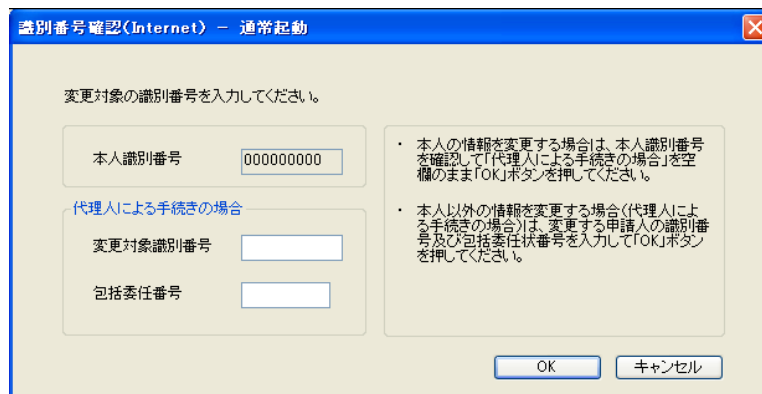 識別番号確認(Internet) － 通常起動
変更対象の識別番号を入力してください。
本人識別番号
000000000
代理人による手続きの場合
変更対象識別番号
包括委任番号
・ 本人の情報を変更する場合は、本人識別番号
を確認して「代理人による手続きの場合」を空
欄のまま「OK」ボタンを押してください。
・ 本人以外の情報を変更する場合(代理人によ
る手続きの場合)は、変更する申請人の識別番
号及び包括委任状番号を入力して「OK」ボタン
を押してください。
OK
キャンセル